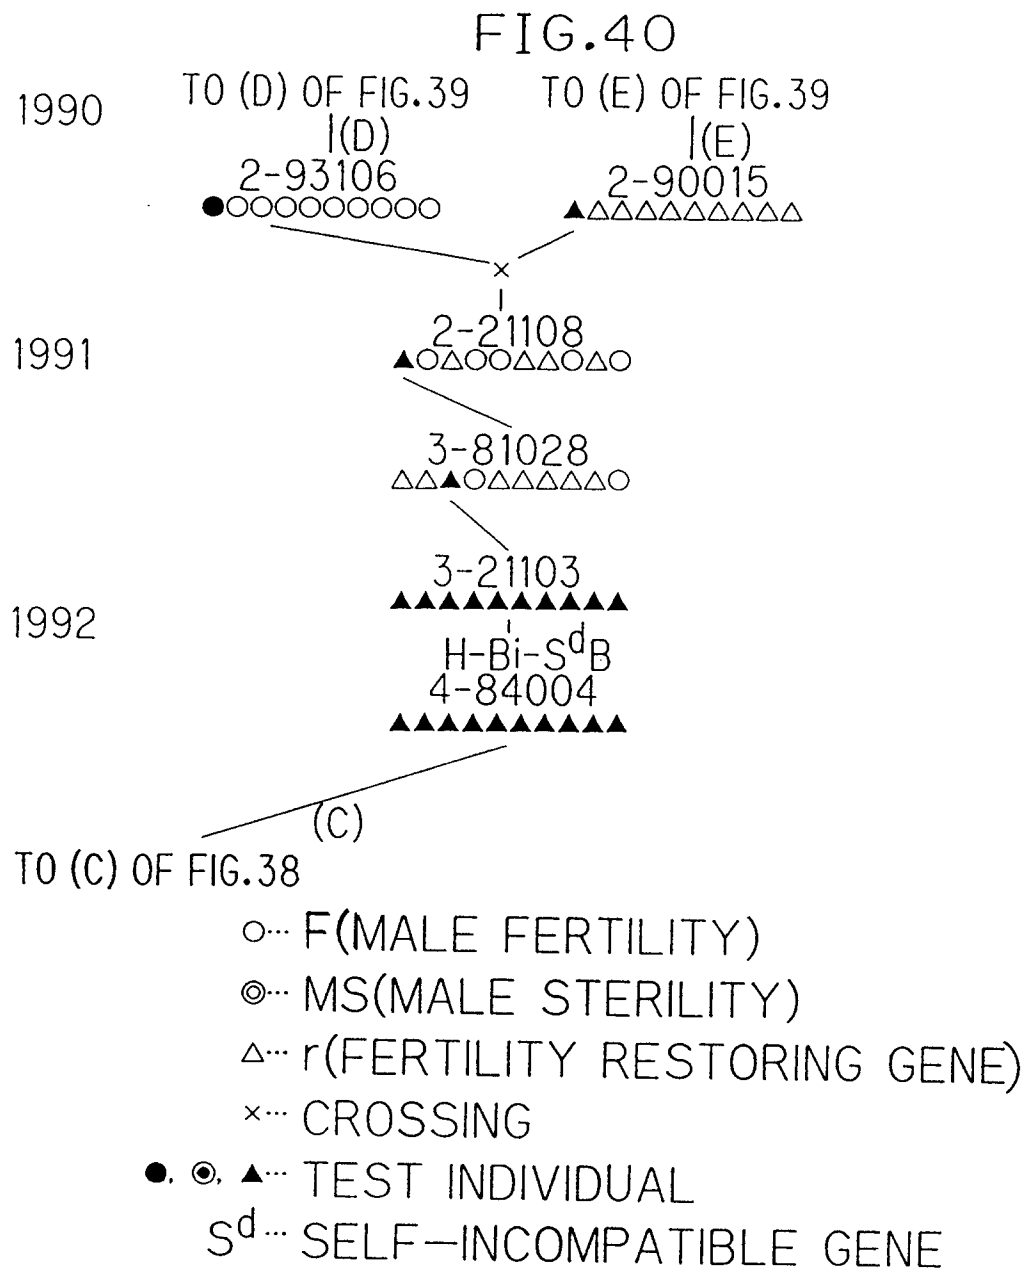 FIG.40
1990
TO (D) OF FIG.39 TO (E) OF FIG.39
(D) (E)
2-93106 2-90015
×
2-21108
1991
3-81028
3-21103
1992
H-Bi-SᵈB
4-84004
(C)
TO (C) OF FIG.38
○… F(MALE FERTILITY)
◎… MS(MALE STERILITY)
△… r(FERTILITY RESTORING GENE)
×… CROSSING
●, ◉, ▲… TEST INDIVIDUAL
Sᵈ… SELF-INCOMPATIBLE GENE